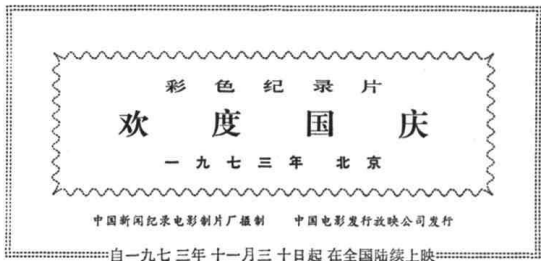 彩色纪录片
欢度国庆
一九七三年 北京
中国新闻纪录电影制片厂摄制 中国电影发行放映公司发行
自一九七三年十一月三十日起在全国陆续上映